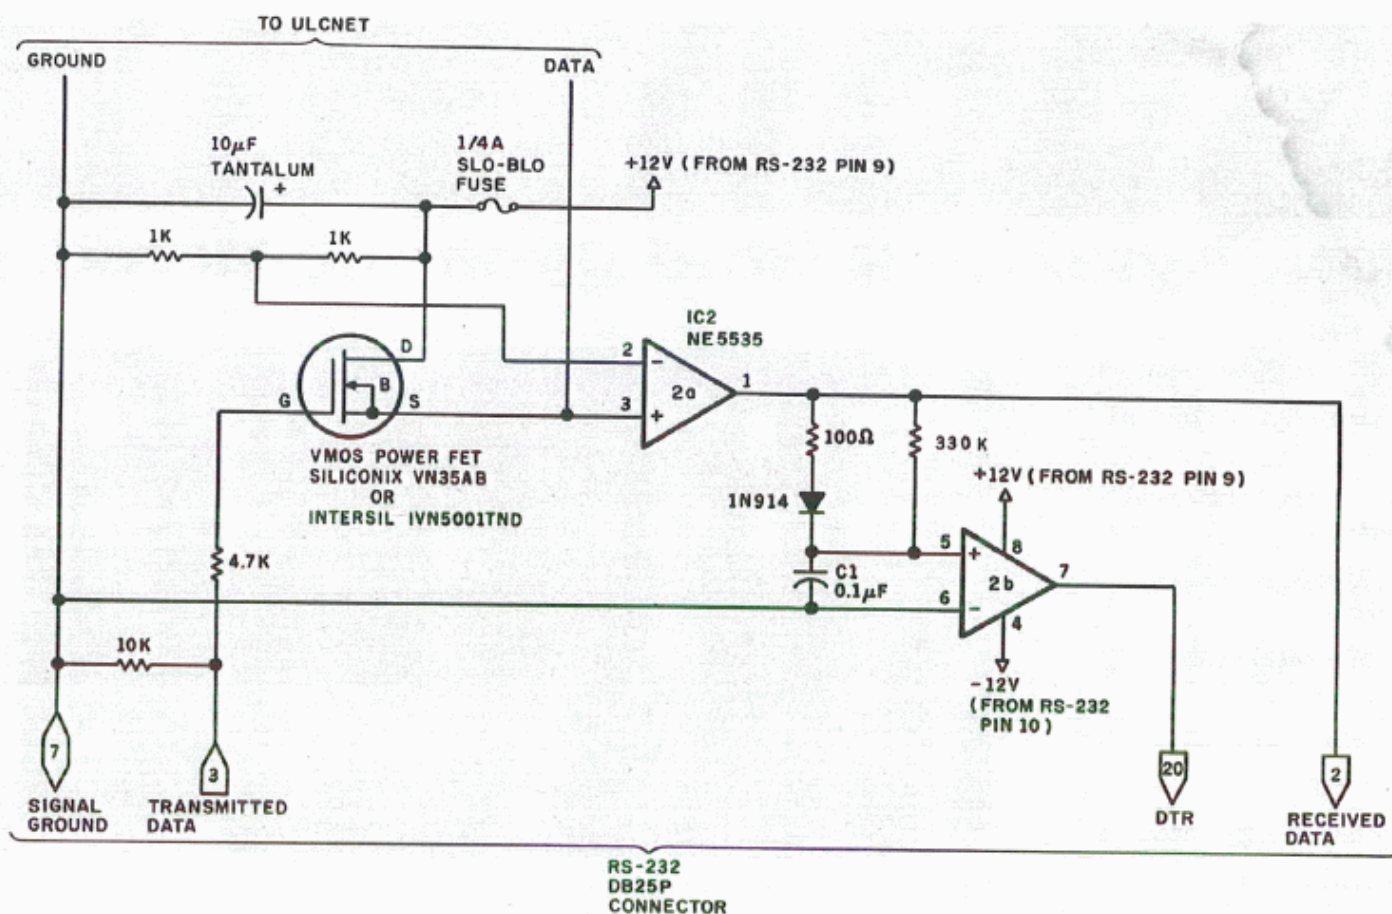 TO ULCNET
GROUND
DATA
10µF
TANTALUM
+
1/4A
SLO-BLO
FUSE
+12V (FROM RS-232 PIN 9)
1K
1K
IC2
NE5535
D
B
G
S
2
-
2a
1
3
+
VMOS POWER FET
SILICONIX VN35AB
OR
INTERSIL IVN5001TND
100Ω
330K
+12V (FROM RS-232 PIN 9)
1N914
4.7K
5
+
8
2b
7
C1
0.1µF
6
-
4
10K
-12V
(FROM RS-232
PIN 10)
7
3
20
2
SIGNAL
GROUND
TRANSMITTED
DATA
DTR
RECEIVED
DATA
RS-232
DB25P
CONNECTOR